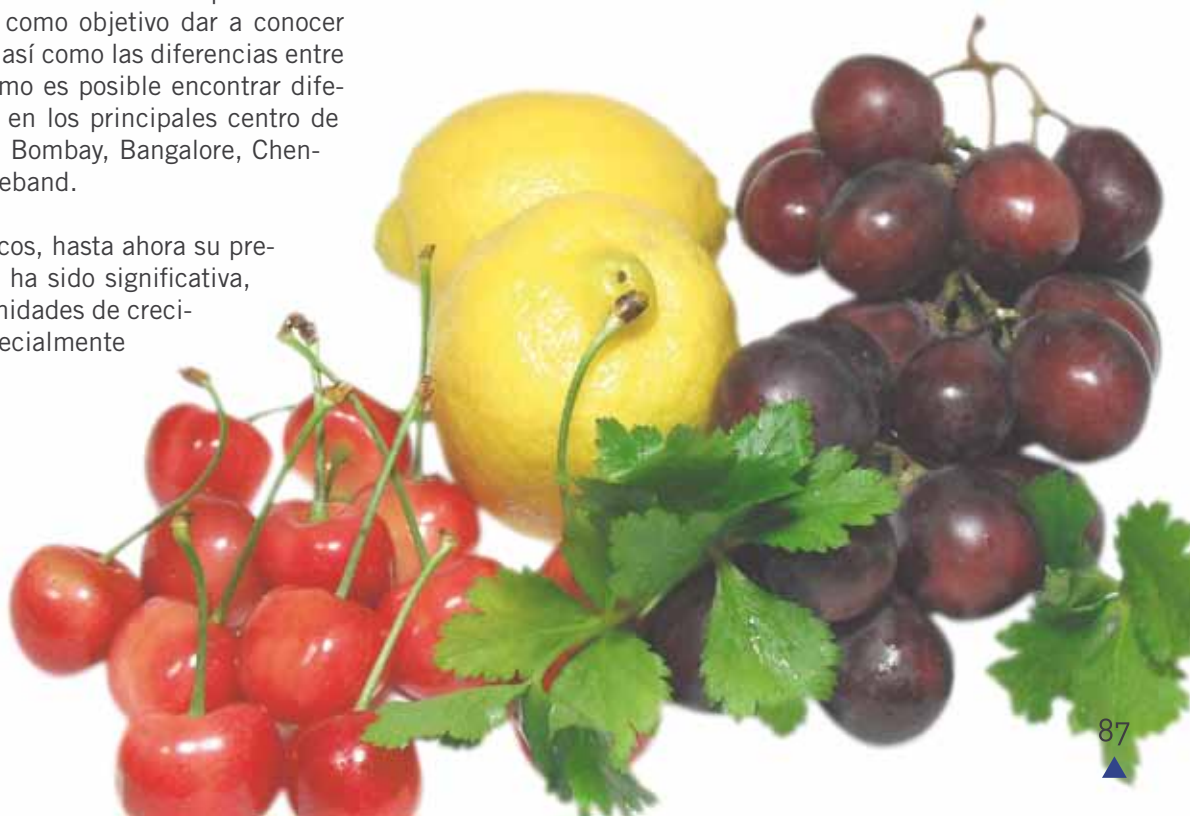 como objetivo dar a conocer
así como las diferencias entre
mo es posible encontrar dife-
en los principales centro de
Bombay, Bangalore, Chen-
eband.
cos, hasta ahora su pre-
ha sido significativa,
nidades de creci-
pecialmente
87